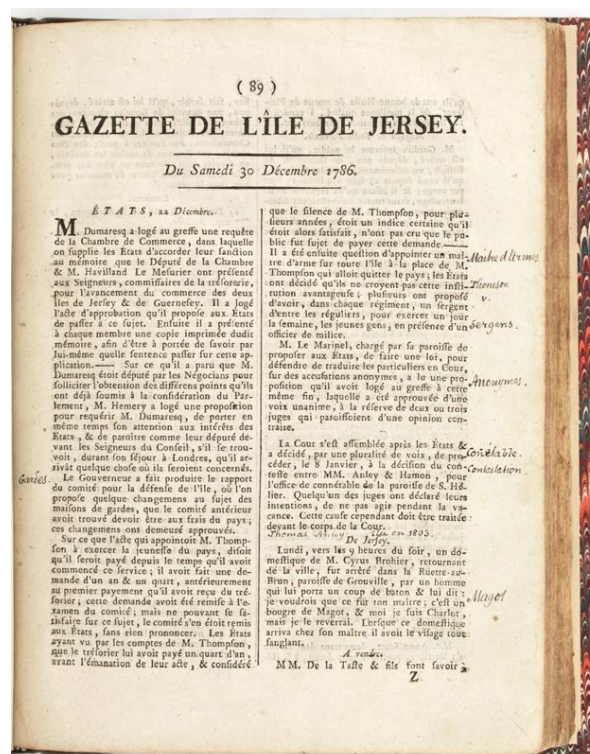 ( 89 )
GAZETTE DE L'ÎLE DE JERSEY.
Du Samedi 30 Décembre 1786.
ÉTATS, 22 Décembre.
M. Dumaresq a logé au greffe une requête
de la Chambre de Commerce, dans laquelle
on supplie les Etats d'accorder leur sanction
au mémoire que le Député de la Chambre
& M. Havilland Le Mesurier ont présenté
aux Seigneurs, commissaires de la trésorerie,
pour l'avancement du commerce des deux
îles de Jersey & de Guernesey. Il a logé
l'acte d'approbation qu'il propose aux Etats
de passer à ce sujet. Ensuite il a présenté
à chaque membre une copie imprimée dudit
mémoire, afin d'être à portée de savoir par
lui-même quelle sentence passer sur cette ap-
plication.—— Sur ce qu'il a paru que M.
Dumaresq étoit député par les Négocians pour
solliciter l'obtention des différens points qu'ils
ont déjà soumis à la considération du Par-
lement, M. Hemery a logé une proposition
pour requérir M. Dumaresq, de porter en
même temps son attention aux intérêts des
Etats, & de paroître comme leur député de-
vant les Seigneurs du Conseil, s'il se trou-
voit, durant son séjour à Londres, qu'il ar-
rivât quelque chose où ils seroient concernés.
Gardes.
Le Gouverneur a fait produire le rapport
du comité pour la défense de l'île, où l'on
propose quelque changemens au sujet des
maisons de gardes, que le comité antérieur
avoit trouvé devoir être aux frais du pays;
ces changemens ont demeuré approuvés.
Sur ce que l'acte qui appointoit M. Thomp-
son à exercer la jeunesse du pays, disoit
qu'il seroit payé depuis le temps qu'il avoit
commencé ce service; il avoit fait une de-
mande d'un an & un quart, antérieurement
au premier payement qu'il avoit reçu du tré-
sorier; cette demande avoit été remise à l'e-
xamen du comité; mais ne pouvant se sa-
tisfaire sur ce sujet, le comité s'en étoit remis
aux Etats, sans rien prononcer. Les Etats
ayant vu par les comptes de M. Thompson,
que le trésorier lui avoit payé un quart d'an,
avant l'émanation de leur acte, & considéré
que le silence de M. Thompson, pour plu-
sieurs années, étoit un indice certaine qu'il
étoit alors satisfait, n'ont pas cru que le pu-
blic fut sujet de payer cette demande.——
Il a été ensuite question d'appointer un maî-
tre d'arme sur toute l'île à la place de M.
Thompson qui alloit quitter le pays; les Etats
ont décidé qu'ils ne croyent pas cette insti-
tution avantageuse; plusieurs ont proposé
d'avoir, dans chaque régiment, un sergent
d'entre les réguliers, pour exercer un jour
la semaine, les jeunes gens, en présence d'un
officier de milice.
Maitre d'Armes
Thomson
v.
Sergens.
M. Le Marinel, chargé par sa paroisse de
proposer aux Etats, de faire une loi, pour
défendre de traduire les particuliers en Cour,
sur des accusations anonymes, a lu une pro-
position qu'il avoit logé au greffe à cette
même fin, laquelle a été approuvée d'une
voix unanime, à la réserve de deux ou trois
juges qui paroissoient d'une opinion con-
traire.
Anonymes.
La Cour s'est assemblée après les Etats &
a décidé, par une pluralité de voix, de pro-
céder, le 8 Janvier, à la décision du con-
teste entre MM. Anley & Hamon, pour
l'office de connétable de la paroisse de S. Hé-
lier. Quelqu'un des juges ont déclaré leurs
intentions, de ne pas agis pendant la va-
cance. Cette cause cependant doit être traitée
devant le corps de la Cour.
Connétable.
Contestation.
Thomas Anley Elu en 1803.
De Jersey.
Lundi, vers les 9 heures du soir, un do-
mestique de M. Cyrus Brohier, retournant
de la ville, fut arrêté dans la Ruette-au-
Brun, paroisse de Grouville, par un homme
qui lui porta un coup de bâton & lui dit:
je voudrois que ce fut ton maître; c'est un
bougre de Magot, & moi je suis Charlot,
mais je le reverrai. Lorsque ce domestique
arriva chez son maître il avoit le visage tout
sanglant.
Magot
A vendre.
MM. De la Taste & fils font savoir
Z